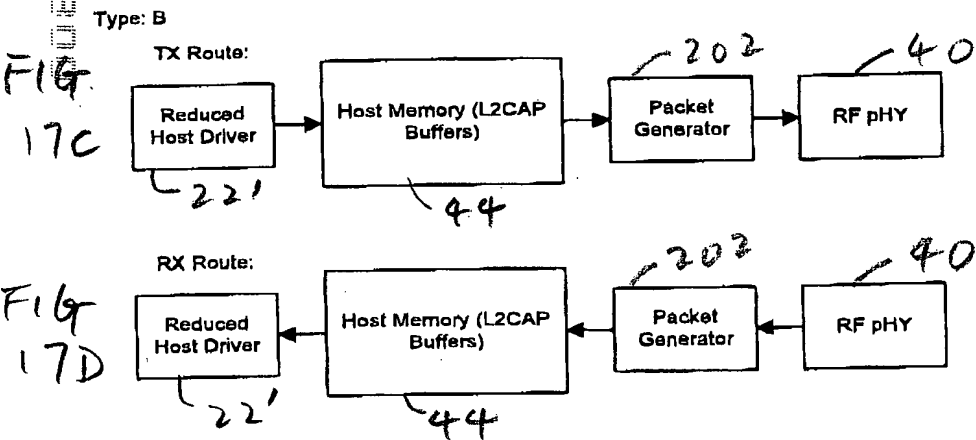 Type: B
TX Route:
FIG. 17C
Reduced Host Driver
Host Memory (L2CAP Buffers)
Packet Generator
RF pHY
202
40
22'
44
RX Route:
FIG 17D
Reduced Host Driver
Host Memory (L2CAP Buffers)
Packet Generator
RF pHY
202
40
22'
44